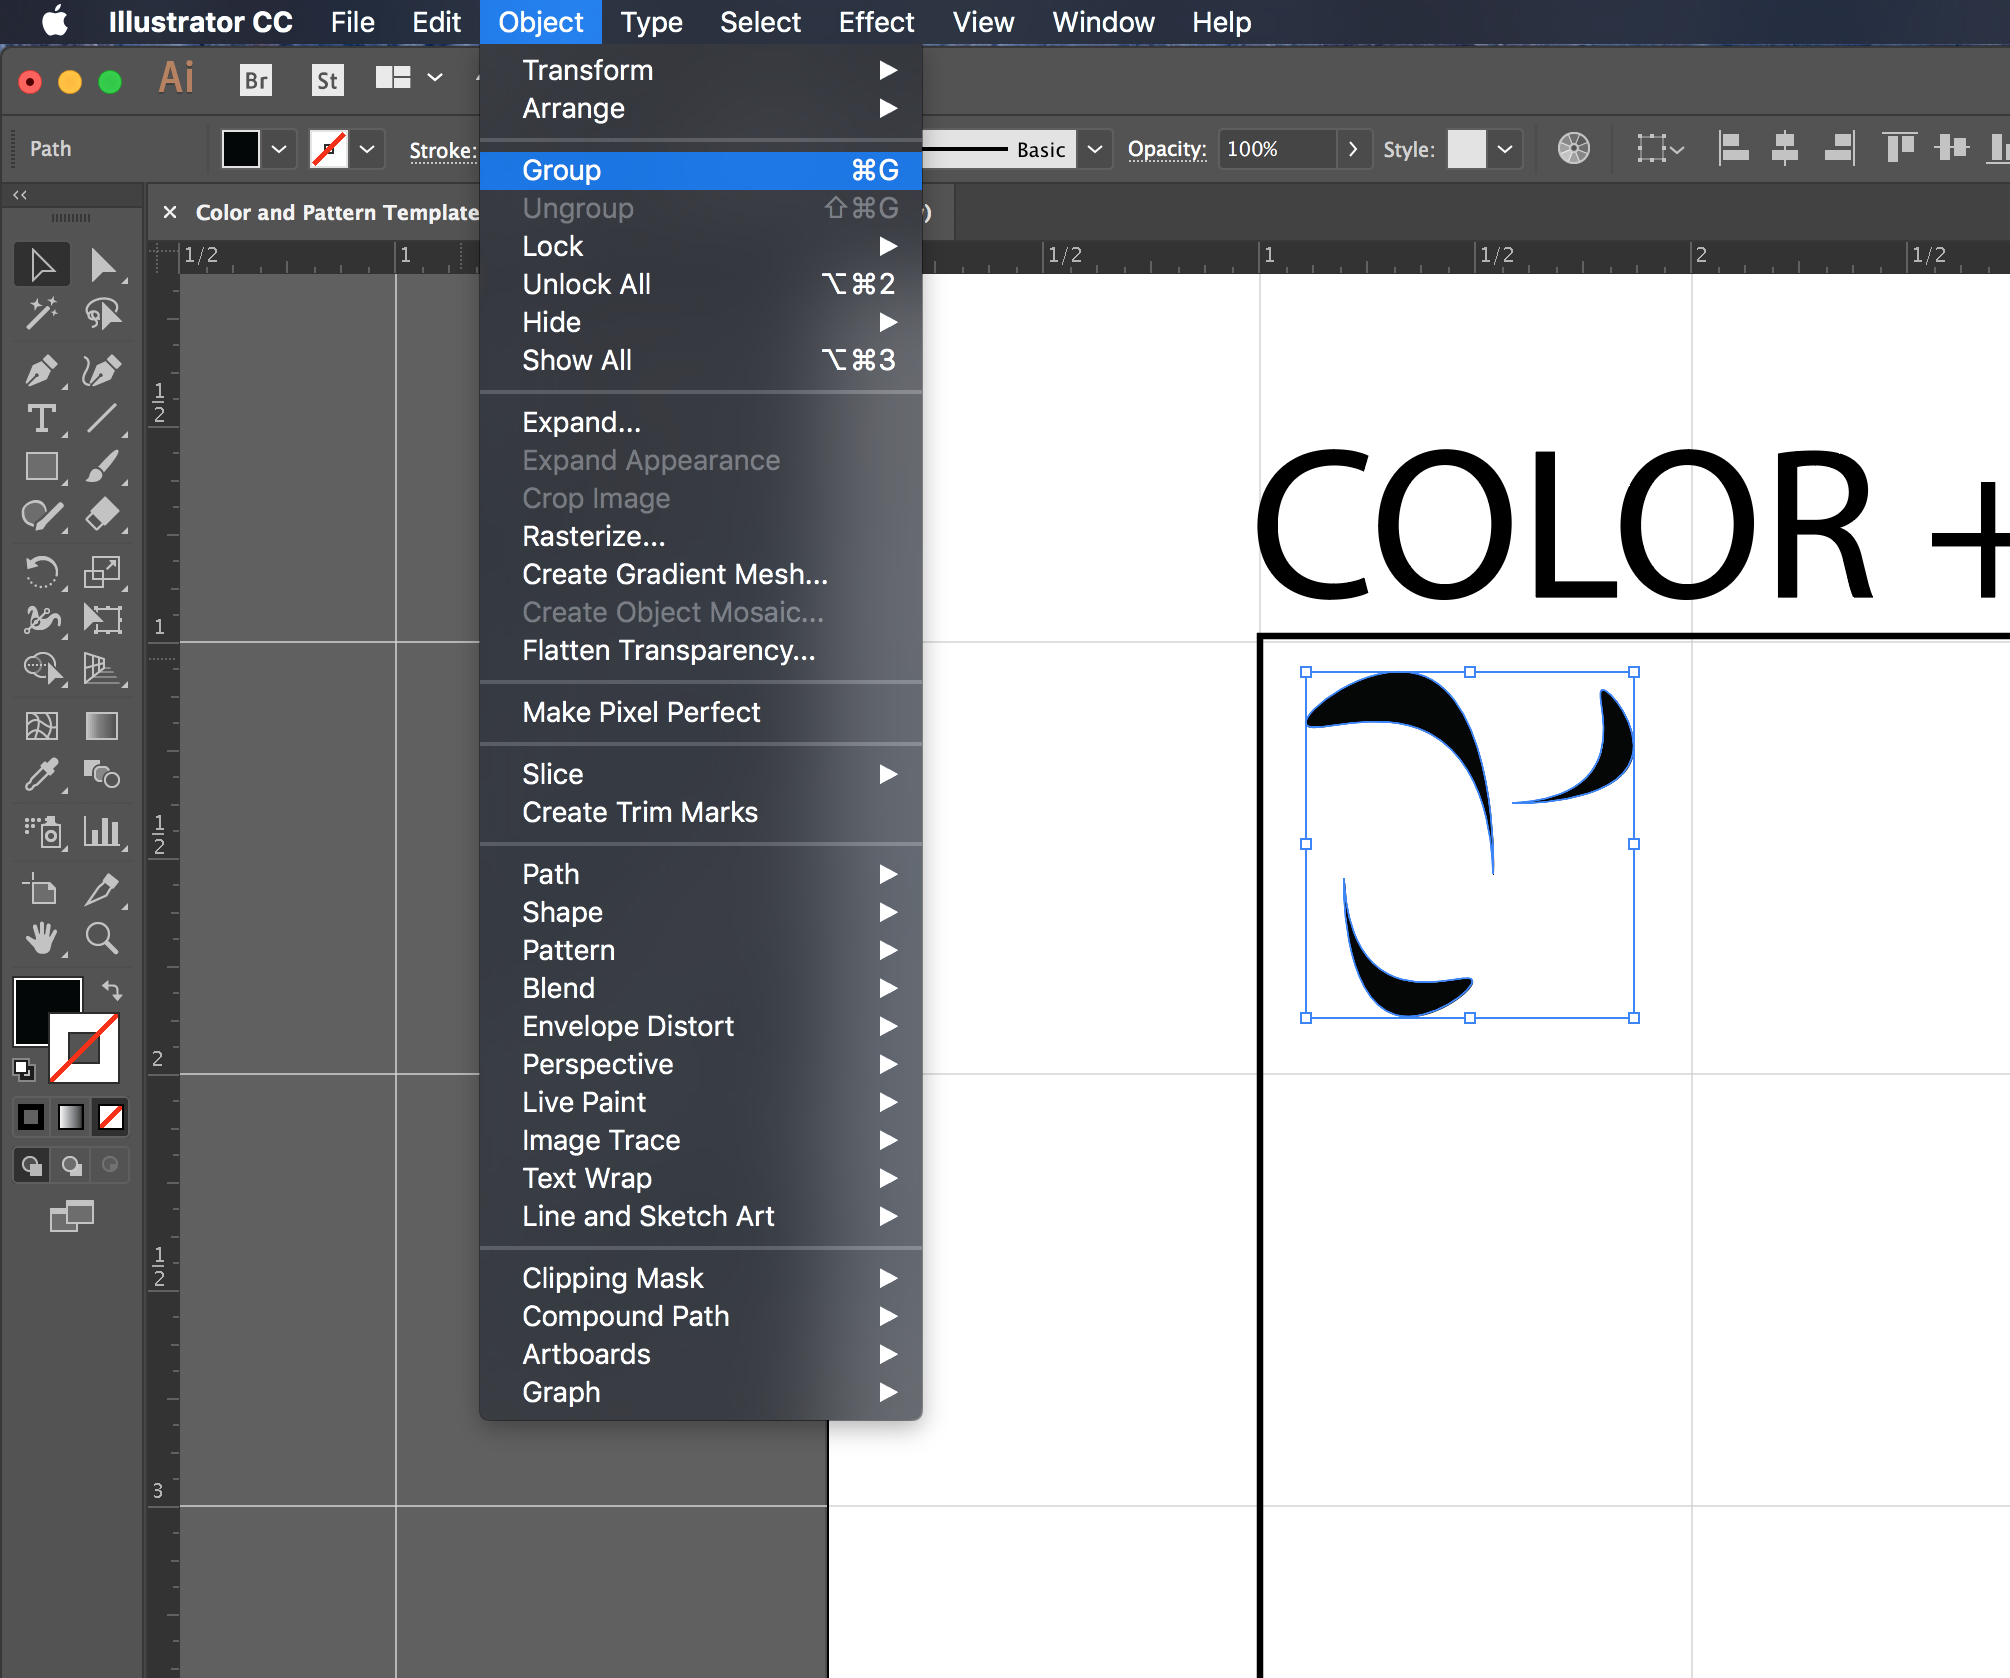 Illustrator CC File Edit Object Type Select Effect View Window Help
Ai Br St
Path Stroke: Basic Opacity: 100% Style:
× Color and Pattern Template )
1/2 1 1/2 1 1/2 2 1/2
Transform
Arrange
Group ⌘G
Ungroup ⇧⌘G
Lock
Unlock All ⌥⌘2
Hide
Show All ⌥⌘3
Expand...
Expand Appearance
Crop Image
Rasterize...
Create Gradient Mesh...
Create Object Mosaic...
Flatten Transparency...
Make Pixel Perfect
Slice
Create Trim Marks
Path
Shape
Pattern
Blend
Envelope Distort
Perspective
Live Paint
Image Trace
Text Wrap
Line and Sketch Art
Clipping Mask
Compound Path
Artboards
Graph
1
2
1
1
2
2
1
2
3
COLOR +